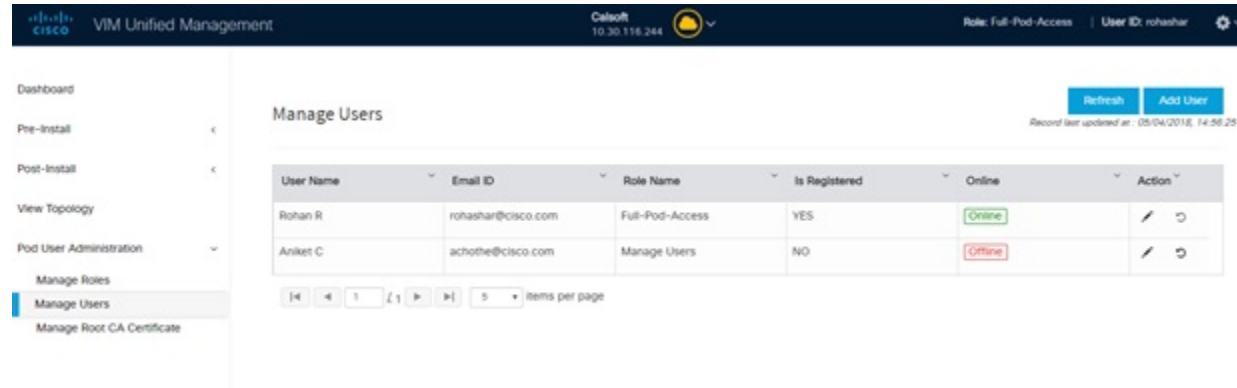 CISCO VIM Unified Management
Calsoft
10.30.116.244
Role: Full-Pod-Access | User ID: rohashar
Dashboard
Pre-Install
Post-Install
View Topology
Pod User Administration
Manage Roles
Manage Users
Manage Root CA Certificate
Manage Users
Refresh Add User
Record last updated at : 05/04/2018, 14:56:25
User Name Email ID Role Name Is Registered Online Action
Rohan R rohashar@cisco.com Full-Pod-Access YES Online
Aniket C achothe@cisco.com Manage Users NO Offline
1 / 1 5 items per page